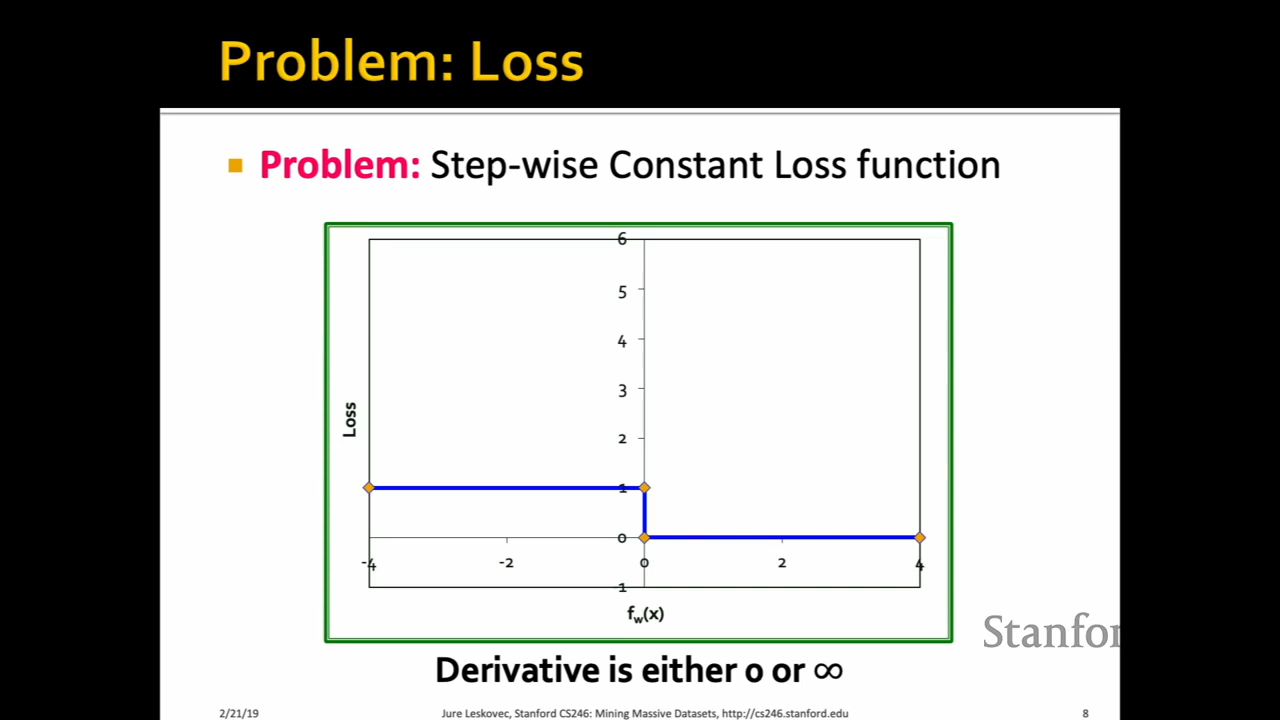 Problem: Loss
Problem: Step-wise Constant Loss function
6
5
4
3
2
1
0
-1
-4 -2 0 2 4
Loss
f_w(x)
Stanfor
Derivative is either 0 or ∞
2/21/19 Jure Leskovec, Stanford CS246: Mining Massive Datasets, http://cs246.stanford.edu 8